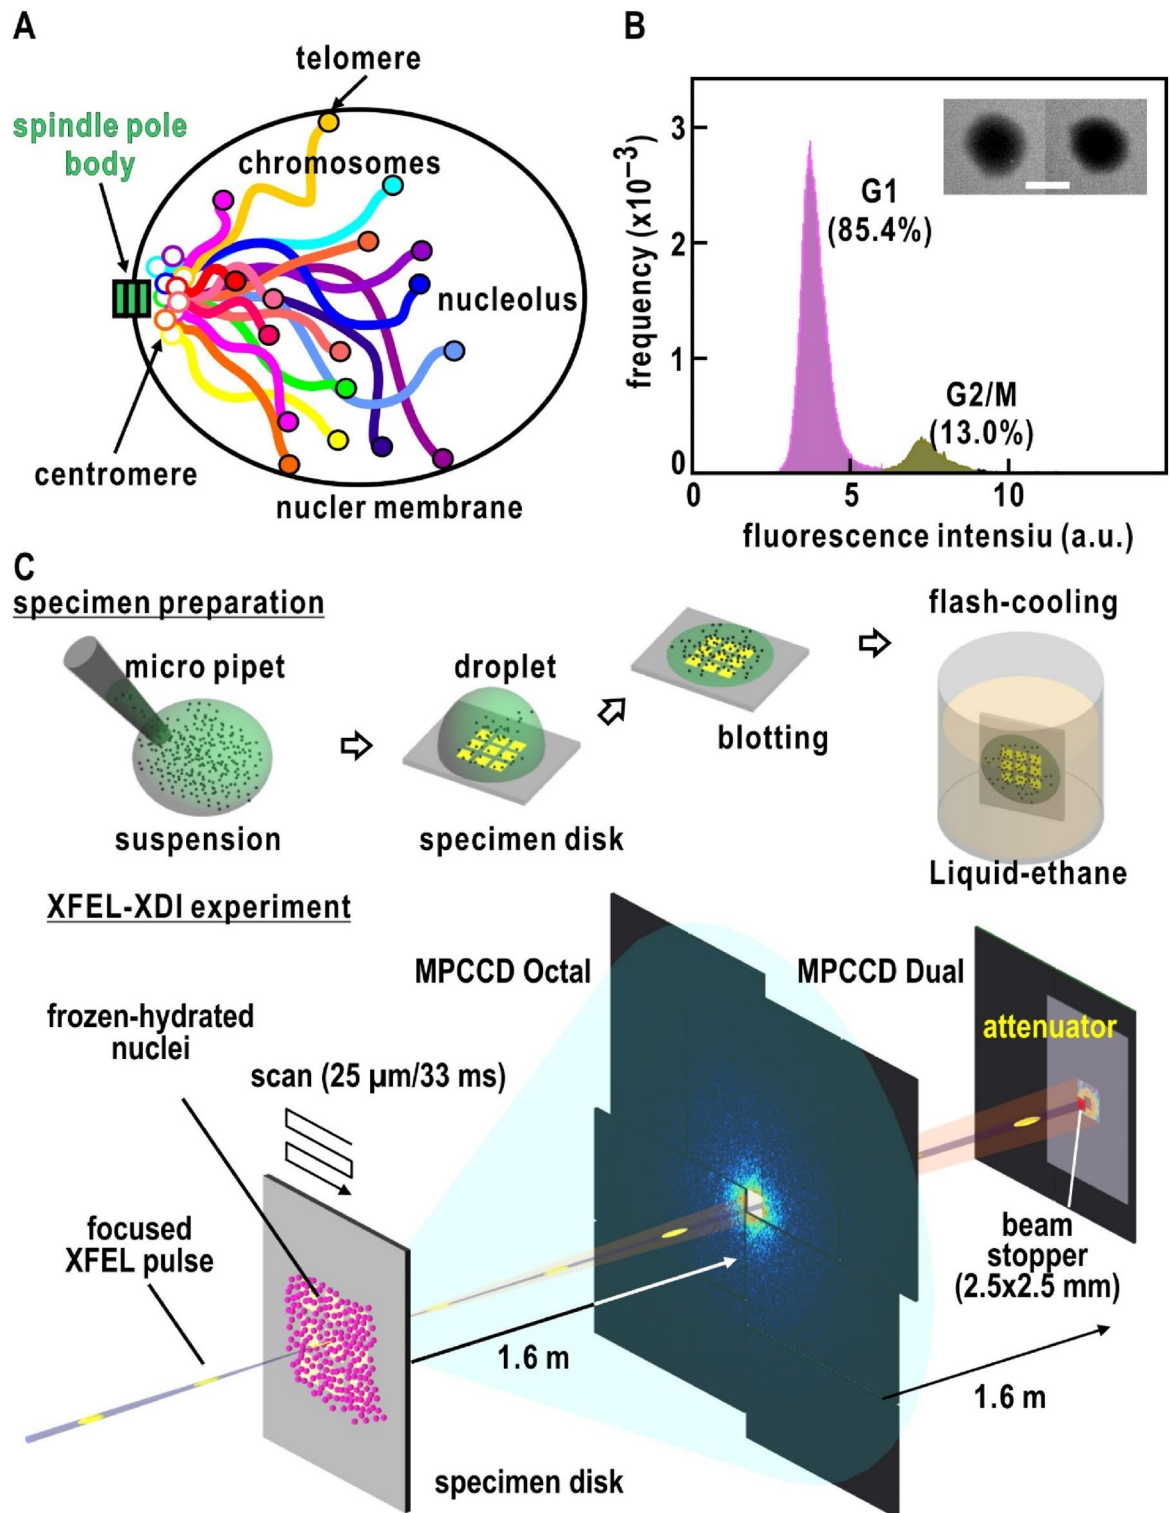 A
telomere
spindle pole
body
chromosomes
nucleolus
centromere
nucler membrane
B
frequency (x10⁻³)
3
2
1
0
G1
(85.4%)
G2/M
(13.0%)
0
5
10
fluorescence intensiu (a.u.)
C
specimen preparation
micro pipet
suspension
droplet
specimen disk
blotting
flash-cooling
Liquid-ethane
XFEL-XDI experiment
MPCCD Octal
MPCCD Dual
attenuator
frozen-hydrated
nuclei
scan (25 µm/33 ms)
focused
XFEL pulse
1.6 m
beam
stopper
(2.5x2.5 mm)
1.6 m
specimen disk